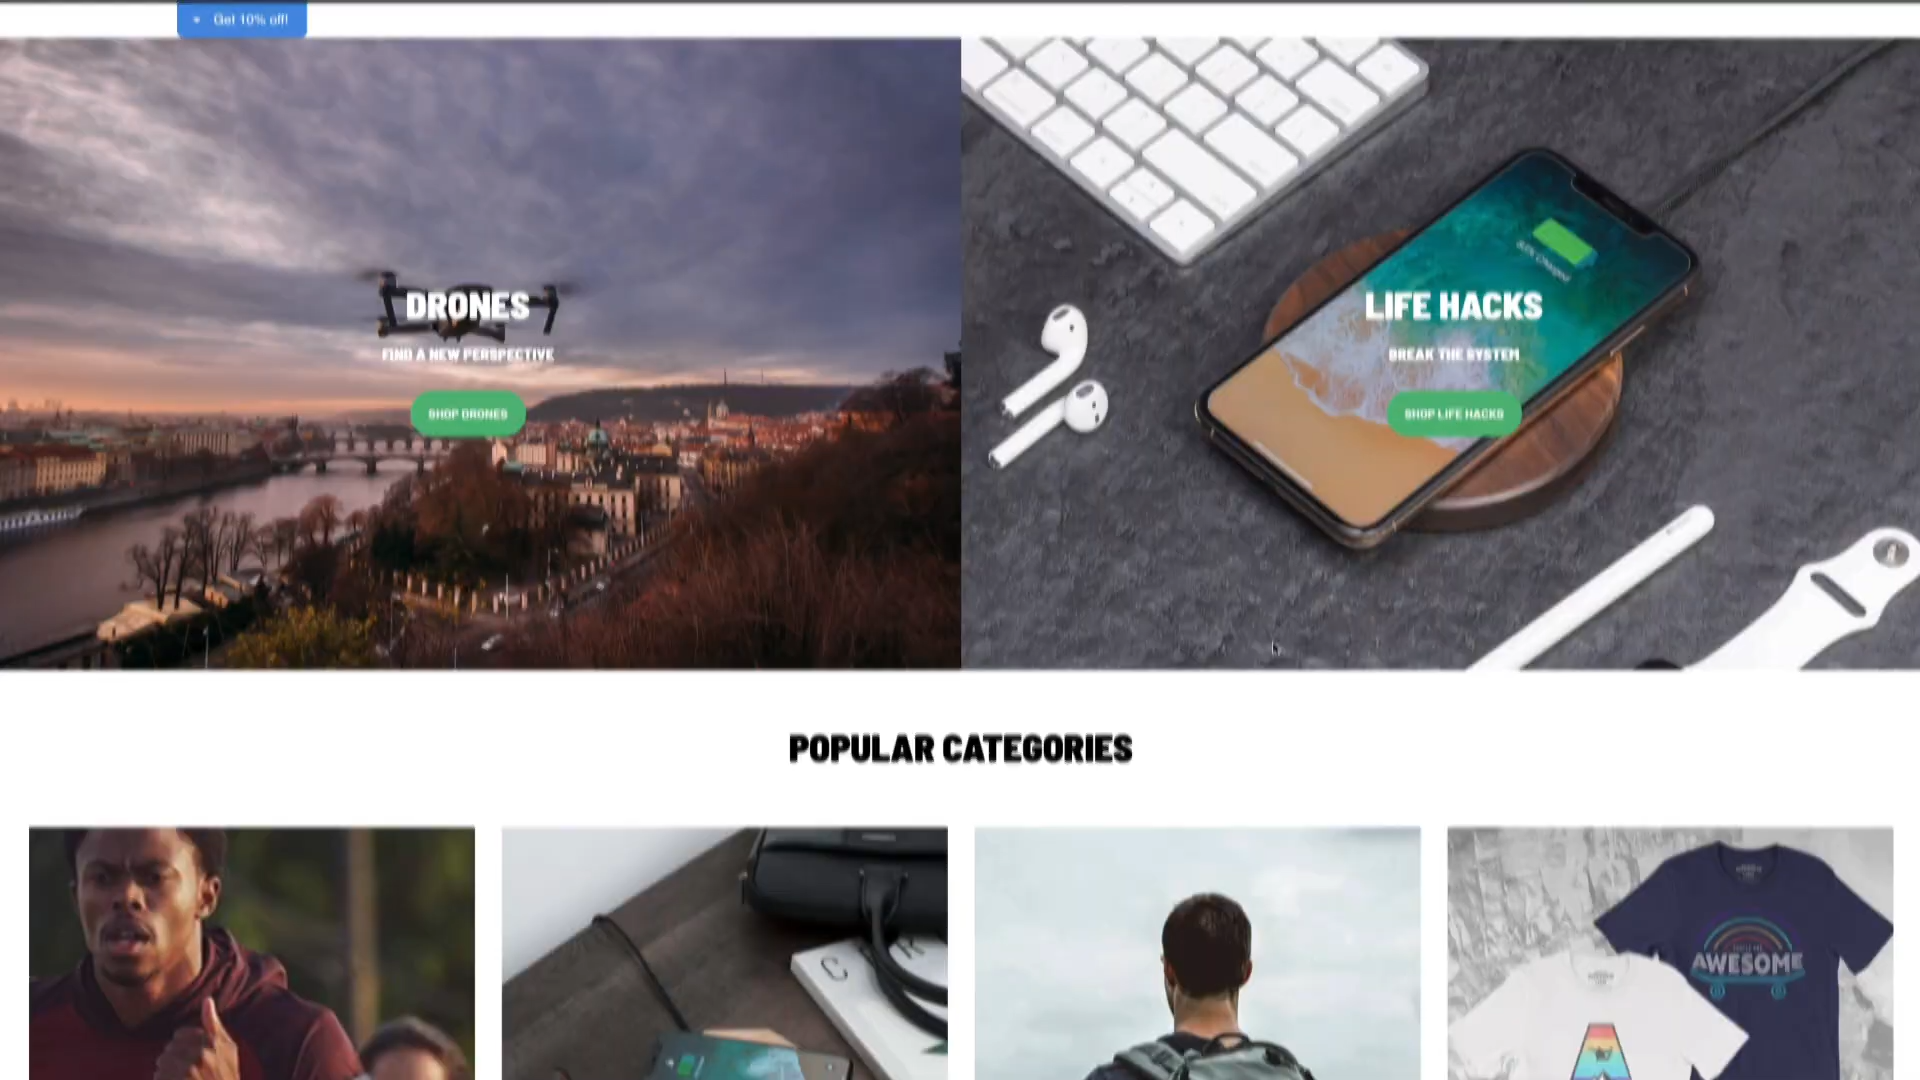 Get 10% off!
DRONES
FIND A NEW PERSPECTIVE
SHOP DRONES
LIFE HACKS
BREAK THE SYSTEM
SHOP LIFE HACKS
POPULAR CATEGORIES
AWESOME